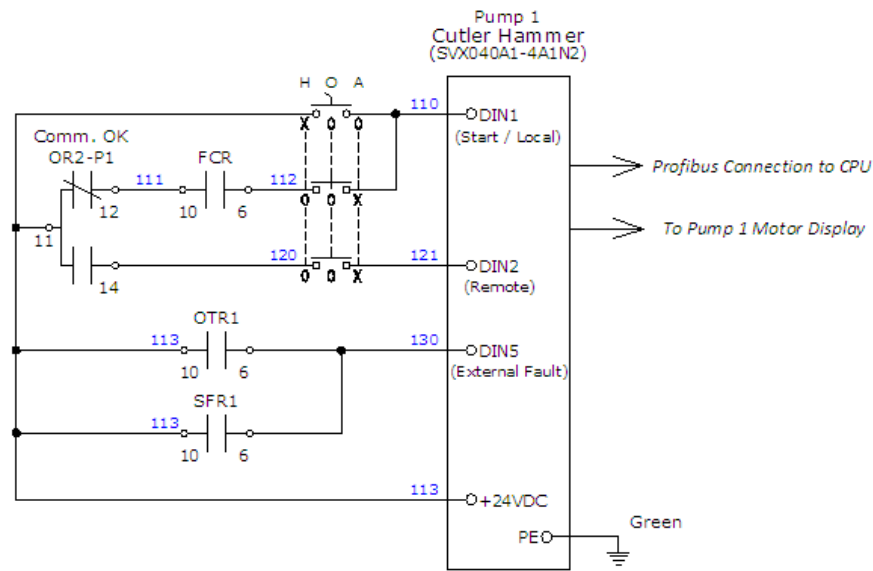 Pump 1
Cutler Hammer
(SVX040A1-4A1N2)
H O A
110
DIN1
(Start / Local)
X O O
Comm. OK
OR2-P1
FCR
111
112
12
10
6
O O X
11
Profibus Connection to CPU
To Pump 1 Motor Display
14
120
121
DIN2
(Remote)
O O X
OTR1
113
10
6
130
DIN5
(External Fault)
SFR1
113
10
6
113
+24VDC
PE
Green